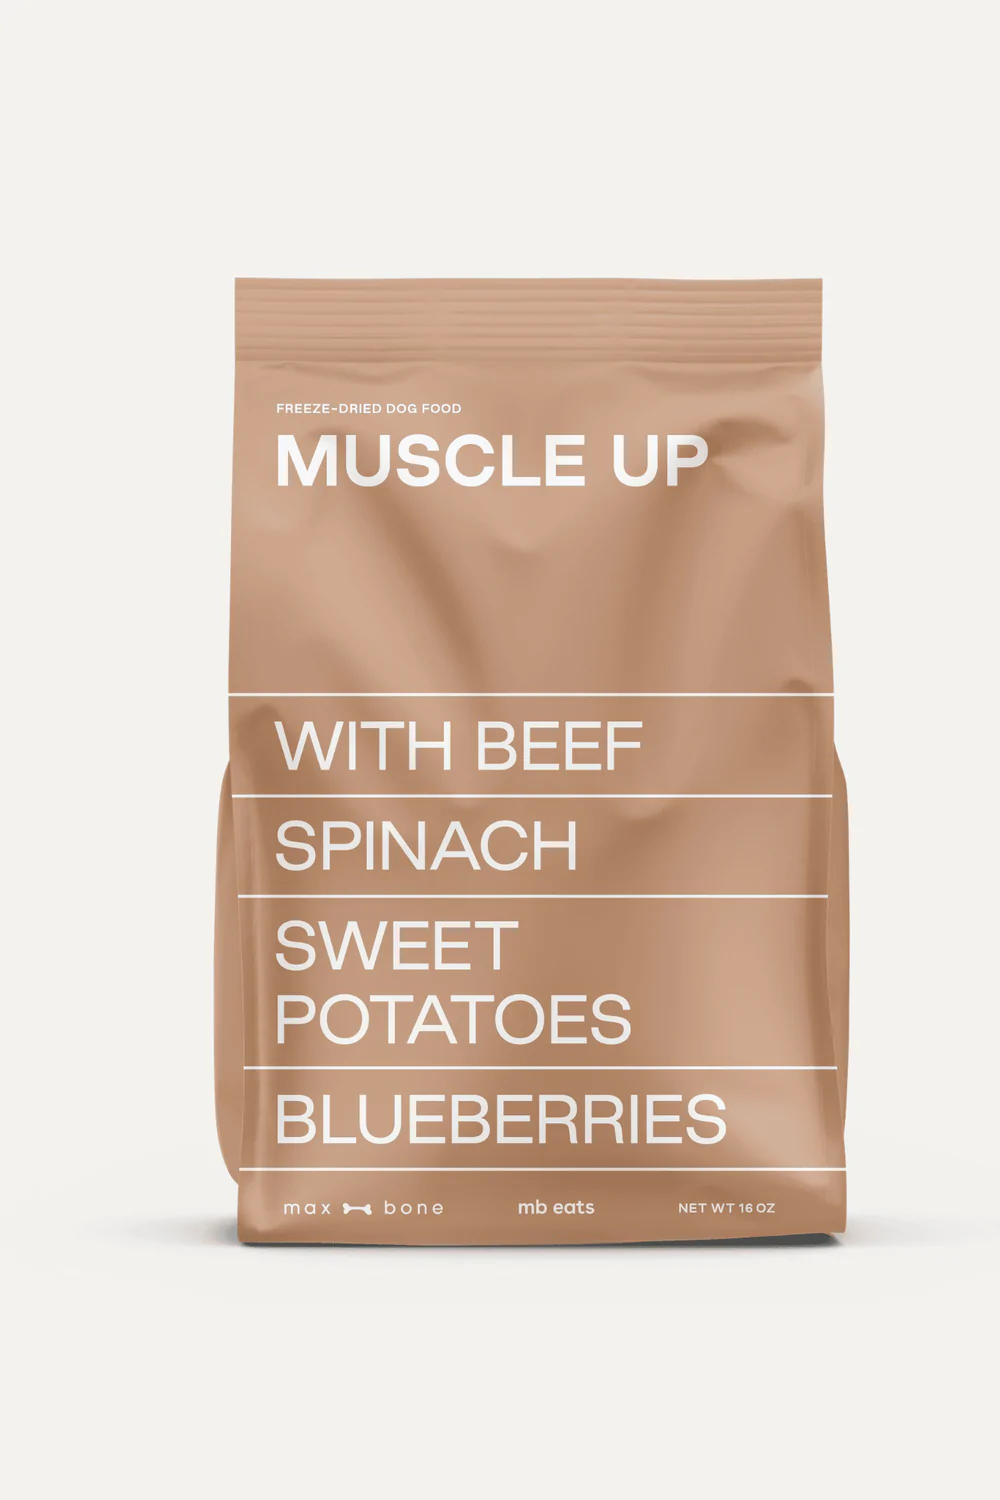 FREEZE-DRIED DOG FOOD
MUSCLE UP
WITH BEEF
SPINACH
SWEET
POTATOES
BLUEBERRIES
max bone mb eats NET WT 16 OZ